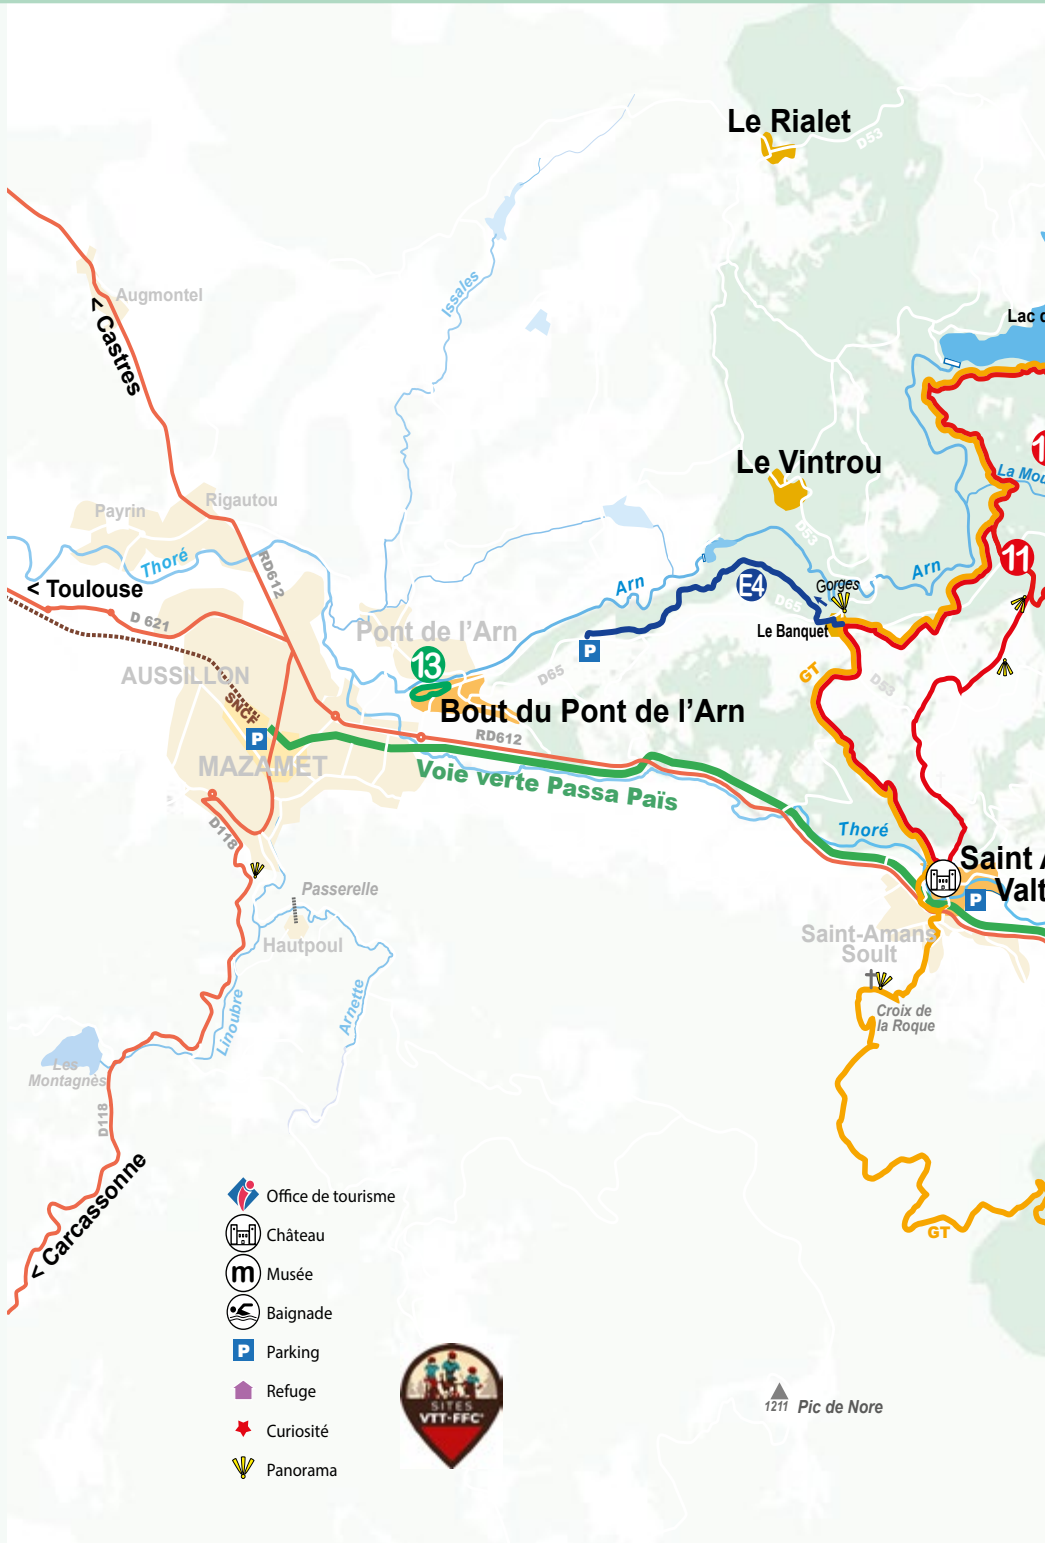 Le Rialet
D53
Issales
Augmontel
< Castres
Lac
Le Vintrou
La Mou
Rigautou
Payrin
D53
Thoré
RD612
11
Arn
Arn
E4
Gorges
< Toulouse
D65
D 621
Pont de l'Arn
Le Banquet
P
13
D65
GT
D53
AUSSILLON
SNCF
Bout du Pont de l'Arn
P
RD612
MAZAMET
Voie verte Passa Païs
Thoré
D118
Saint
Passerelle
P
Valt
Hautpoul
Saint-Amans
Soult
Linoubre
Arnette
Croix de
la Roque
Les
Montagnès
D118
< Carcassonne
GT
Office de tourisme
Château
m Musée
Baignade
P Parking
Refuge
Curiosité
Panorama
SITES
VTT-FFC
1211 Pic de Nore